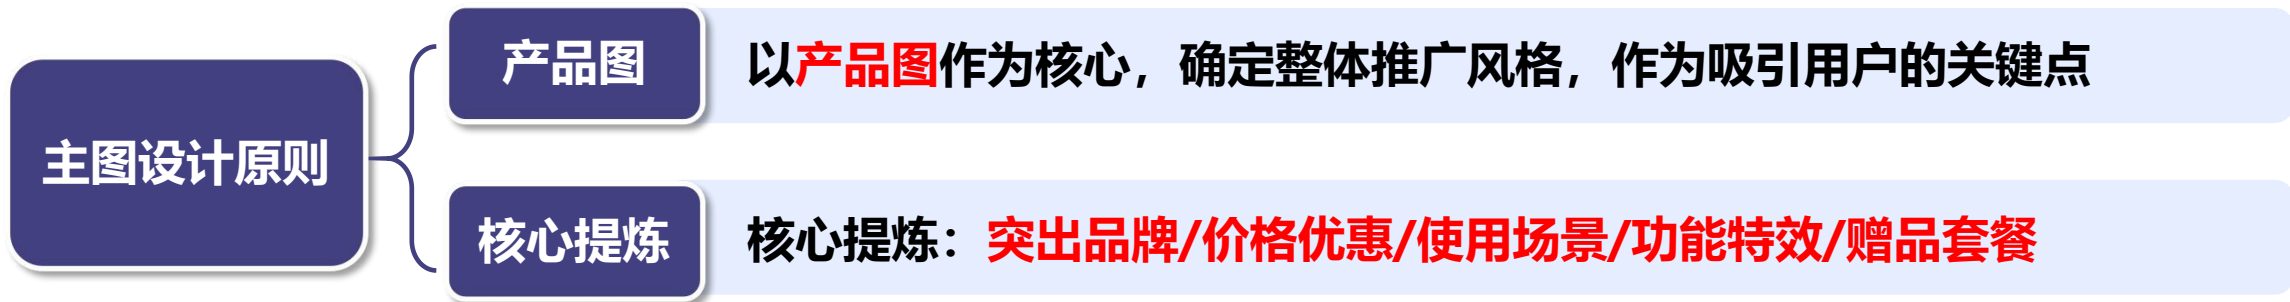 主图设计原则
产品图
以产品图作为核心，确定整体推广风格，作为吸引用户的关键点
核心提炼
核心提炼：突出品牌/价格优惠/使用场景/功能特效/赠品套餐